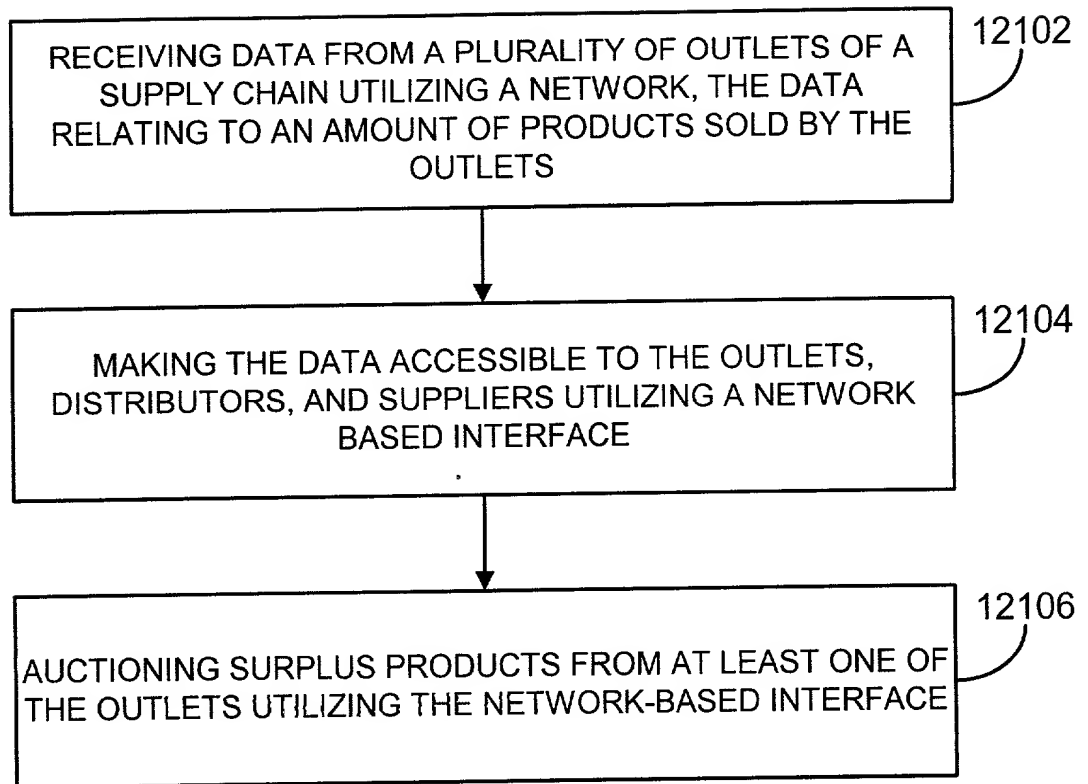 RECEIVING DATA FROM A PLURALITY OF OUTLETS OF A
SUPPLY CHAIN UTILIZING A NETWORK, THE DATA
RELATING TO AN AMOUNT OF PRODUCTS SOLD BY THE
OUTLETS
12102
MAKING THE DATA ACCESSIBLE TO THE OUTLETS,
DISTRIBUTORS, AND SUPPLIERS UTILIZING A NETWORK
BASED INTERFACE
12104
AUCTIONING SURPLUS PRODUCTS FROM AT LEAST ONE OF
THE OUTLETS UTILIZING THE NETWORK-BASED INTERFACE
12106